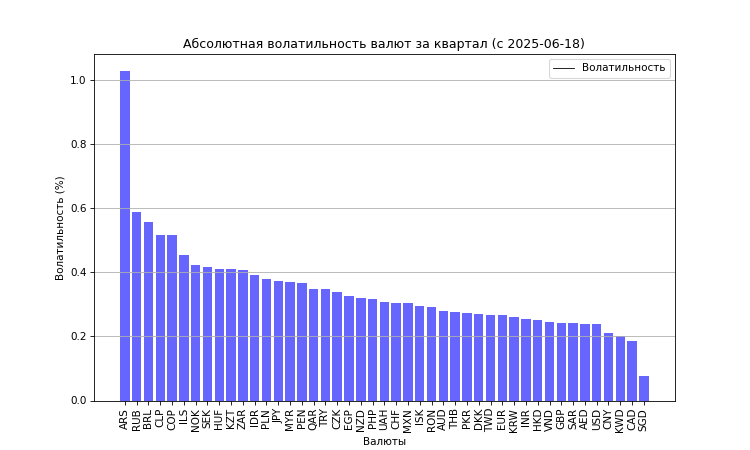 Абсолютная волатильность валют за квартал (с 2025-06-18)
Волатильность
Волатильность (%)
1.0
0.8
0.6
0.4
0.2
0.0
ARS RUB BRL CLP COP ILS NOK SEK HUF KZT ZAR IDR PLN JPY MYR PEN QAR TRY CZK EGP NZD PHP UAH CHF MXN ISK RON AUD THB PKR DKK TWD EUR KRW INR HKD VND GBP SAR AED USD CNY KWD CAD SGD
Валюты